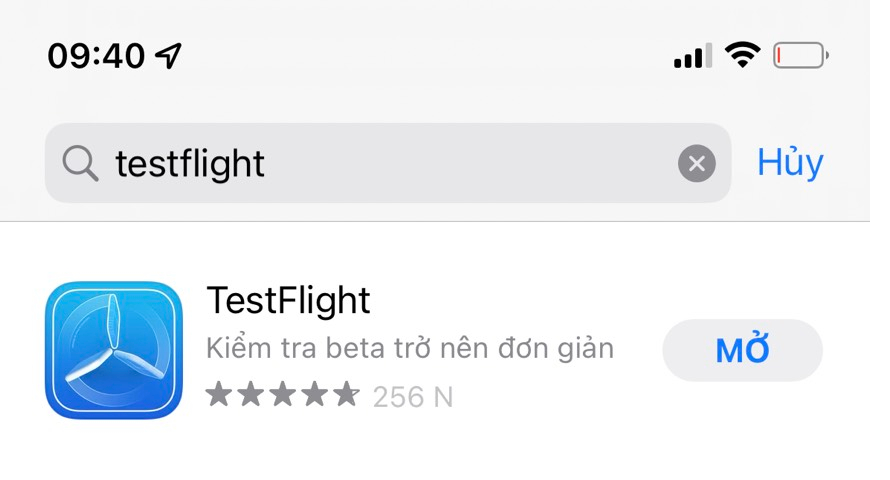 09:40
testflight
Hủy
TestFlight
Kiểm tra beta trở nên đơn giản
MỞ
256 N